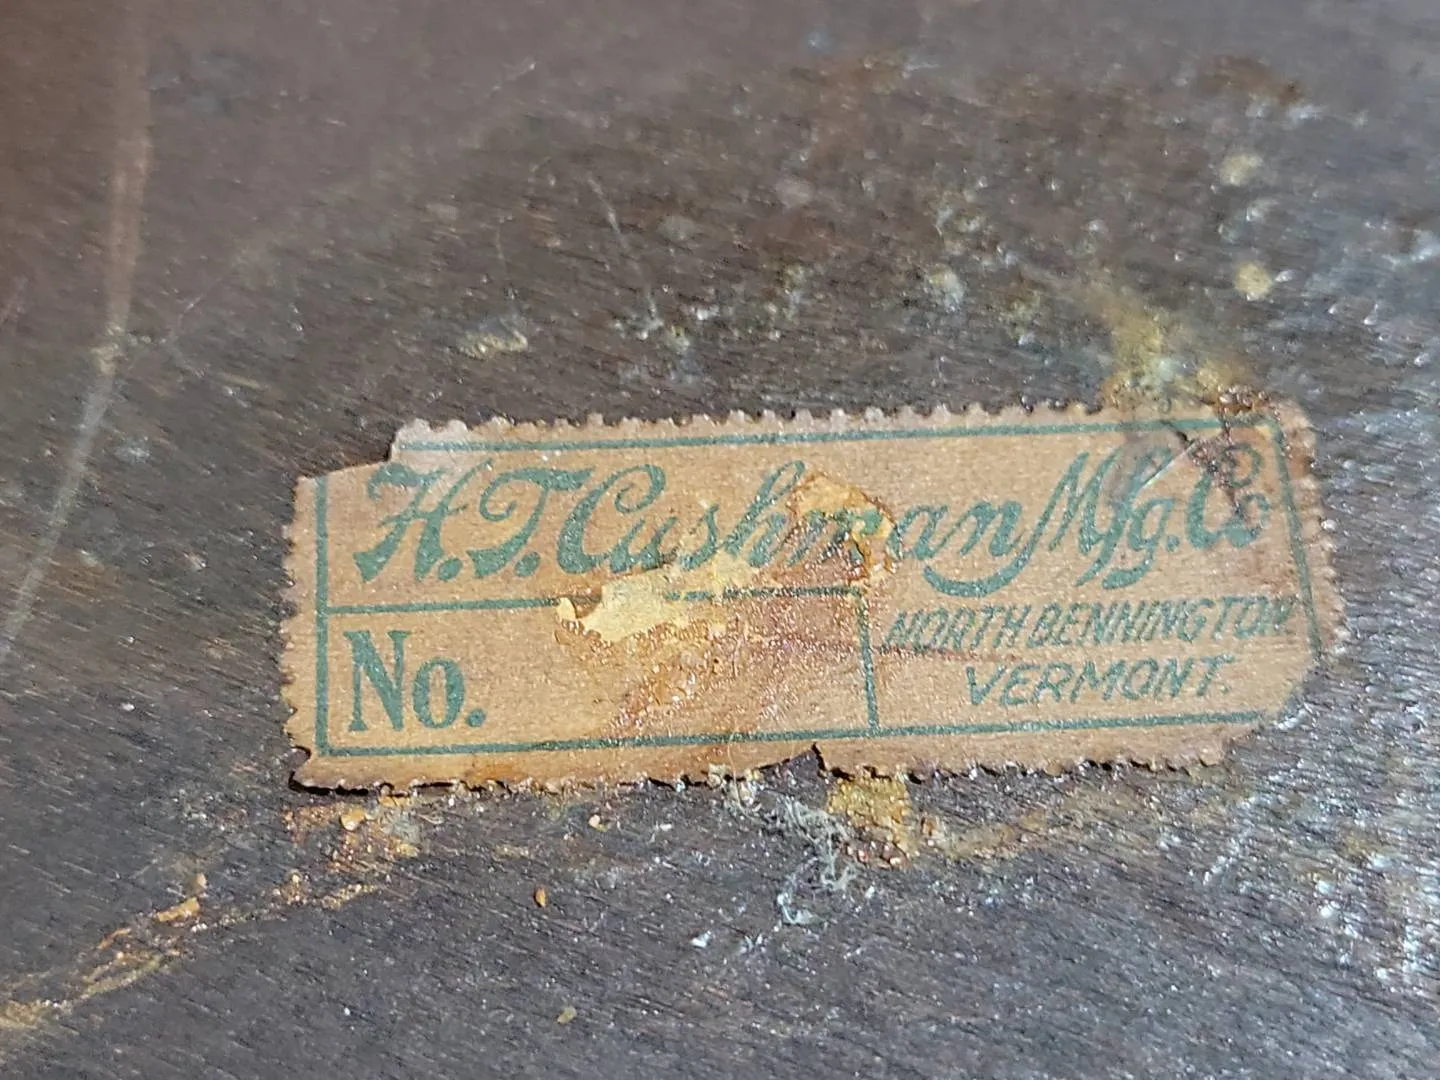 H.T. Cushman Mfg. Co
No.
NORTH BENNINGTON
VERMONT.